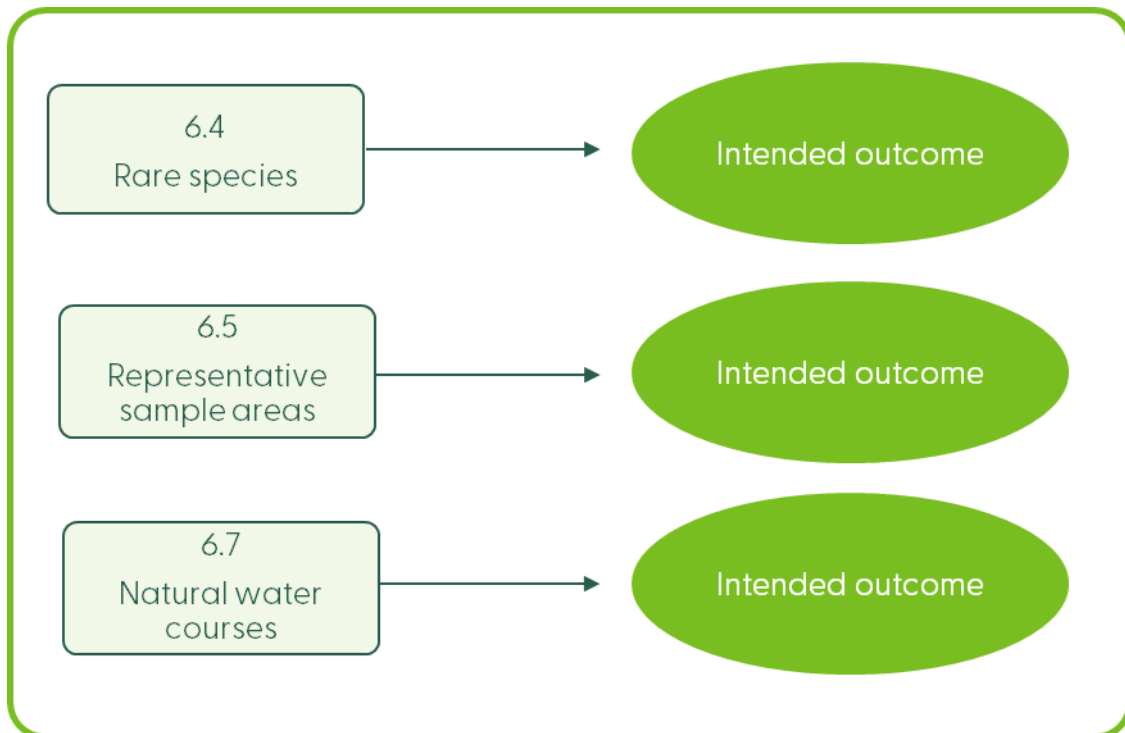 6.4
Rare species
Intended outcome
6.5
Representative
sample areas
Intended outcome
6.7
Natural water
courses
Intended outcome